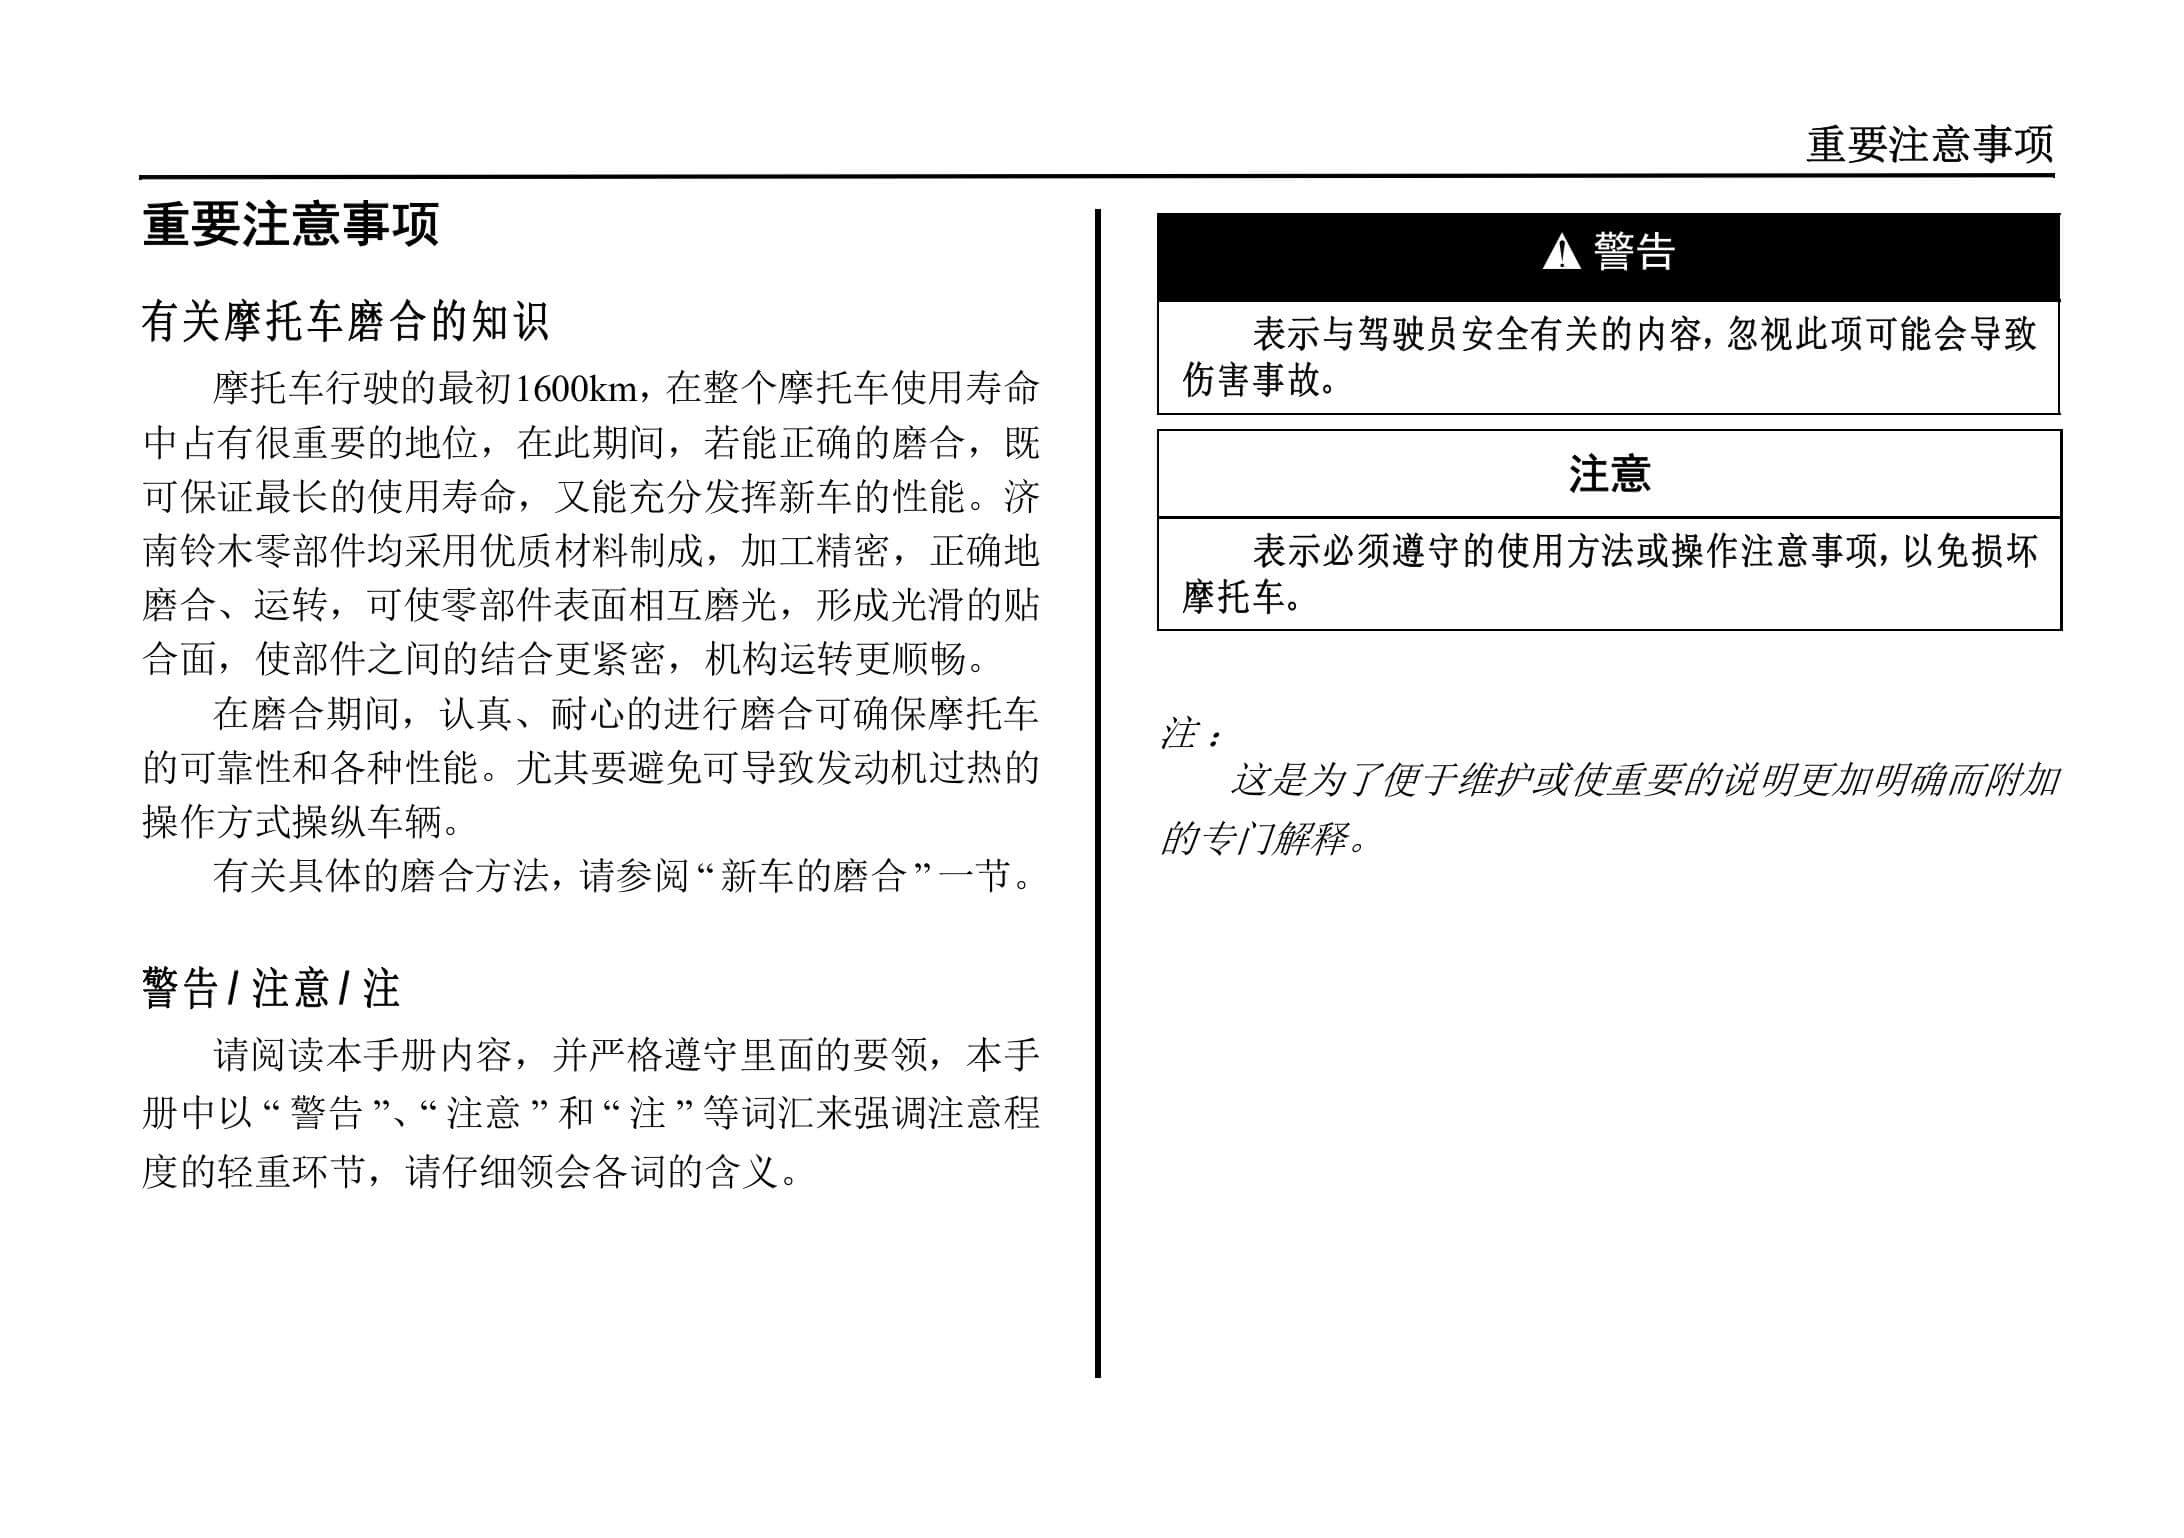 重要注意事项
重要注意事项
有关摩托车磨合的知识
摩托车行驶的最初1600km，在整个摩托车使用寿命
中占有很重要的地位，在此期间，若能正确的磨合，既
可保证最长的使用寿命，又能充分发挥新车的性能。济
南铃木零部件均采用优质材料制成，加工精密，正确地
磨合、运转，可使零部件表面相互磨光，形成光滑的贴
合面，使部件之间的结合更紧密，机构运转更顺畅。
在磨合期间，认真、耐心的进行磨合可确保摩托车
的可靠性和各种性能。尤其要避免可导致发动机过热的
操作方式操纵车辆。
有关具体的磨合方法，请参阅“新车的磨合”一节。
警告/注意/注
请阅读本手册内容，并严格遵守里面的要领，本手
册中以“警告”、“注意”和“注”等词汇来强调注意程
度的轻重环节，请仔细领会各词的含义。
警告
表示与驾驶员安全有关的内容，忽视此项可能会导致
伤害事故。
注意
表示必须遵守的使用方法或操作注意事项，以免损坏
摩托车。
注：
这是为了便于维护或使重要的说明更加明确而附加
的专门解释。